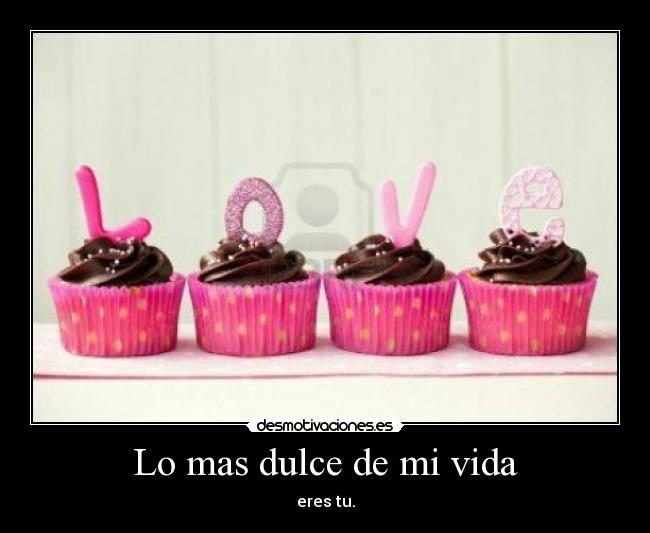 LOVE
desmotivaciones.es
Lo mas dulce de mi vida
eres tu.